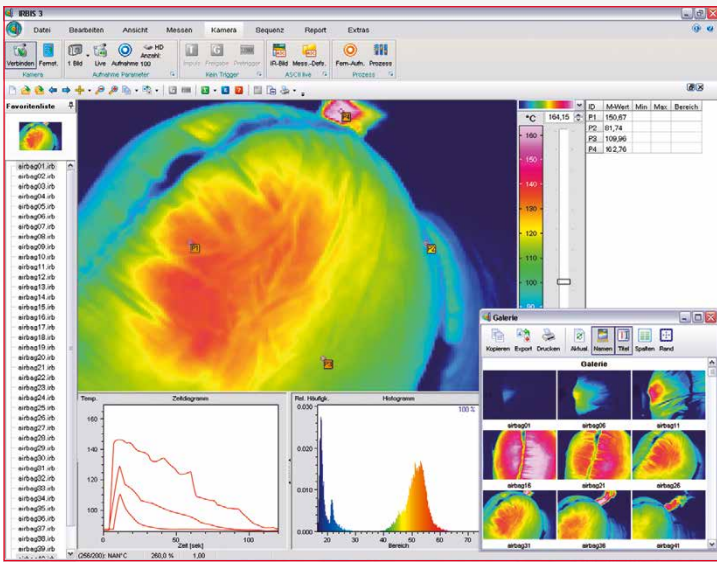 IRBIS 3
Datei Bearbeiten Ansicht Messen Kamera Sequenz Report Extras
Verbinden Fernst. 1 Bild Live Aufnahme HD Anzahl: 100 Impuls Freigabe Pretrigger IR-Bild Mess.-Defs. Fern-Aufn. Prozess
Kamera Aufnahme Parameter Kein Trigger ASCII live Prozess
Favoritenliste
airbag01.irb
airbag02.irb
airbag03.irb
airbag04.irb
airbag05.irb
airbag06.irb
airbag07.irb
airbag08.irb
airbag09.irb
airbag10.irb
airbag11.irb
airbag12.irb
airbag13.irb
airbag14.irb
airbag15.irb
airbag16.irb
airbag17.irb
airbag18.irb
airbag19.irb
airbag20.irb
airbag21.irb
airbag22.irb
airbag23.irb
airbag24.irb
airbag25.irb
airbag26.irb
airbag27.irb
airbag28.irb
airbag29.irb
airbag30.irb
airbag31.irb
airbag32.irb
airbag33.irb
airbag34.irb
airbag35.irb
airbag36.irb
airbag37.irb
airbag38.irb
airbag39.irb
P1
P2
°C 164,15
160
150
140
130
120
110
100
90
ID M-Wert Min Max Bereich
P1 150,67
P2 81,74
P3 109,96
P4 162,76
Temp. Zeitdiagramm
160
140
120
100
0 50 100
Zeit [sek]
Rel. Häufigk. Histogramm
100 %
0.030
0.020
0.010
0.000
20 30 40 50 60 70
Bereich
(256/200): NAN°C 260,0 % 1,00
Galerie
Kopieren Export Drucken Aktual. Namen Titel Spalten Rand
Galerie
airbag01 airbag06 airbag11
airbag16 airbag21 airbag26
airbag31 airbag36 airbag41